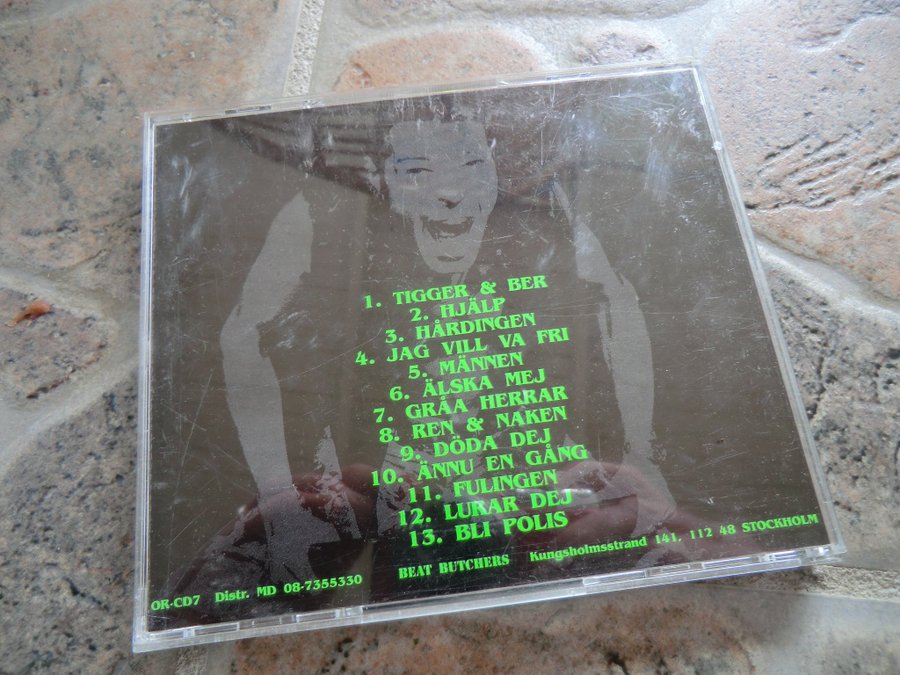 1. TIGGER & BER
2. HJÄLP
3. HÅRDINGEN
4. JAG VILL VA FRI
5. MÄNNEN
6. ÄLSKA MEJ
7. GRÅA HERRAR
8. REN & NAKEN
9. DÖDA DEJ
10. ÄNNU EN GÅNG
11. FULINGEN
12. LURAR DEJ
13. BLI POLIS
OR-CD7 Distr. MD 08-7355330 BEAT BUTCHERS Kungsholmsstrand 141, 112 48 STOCKHOLM